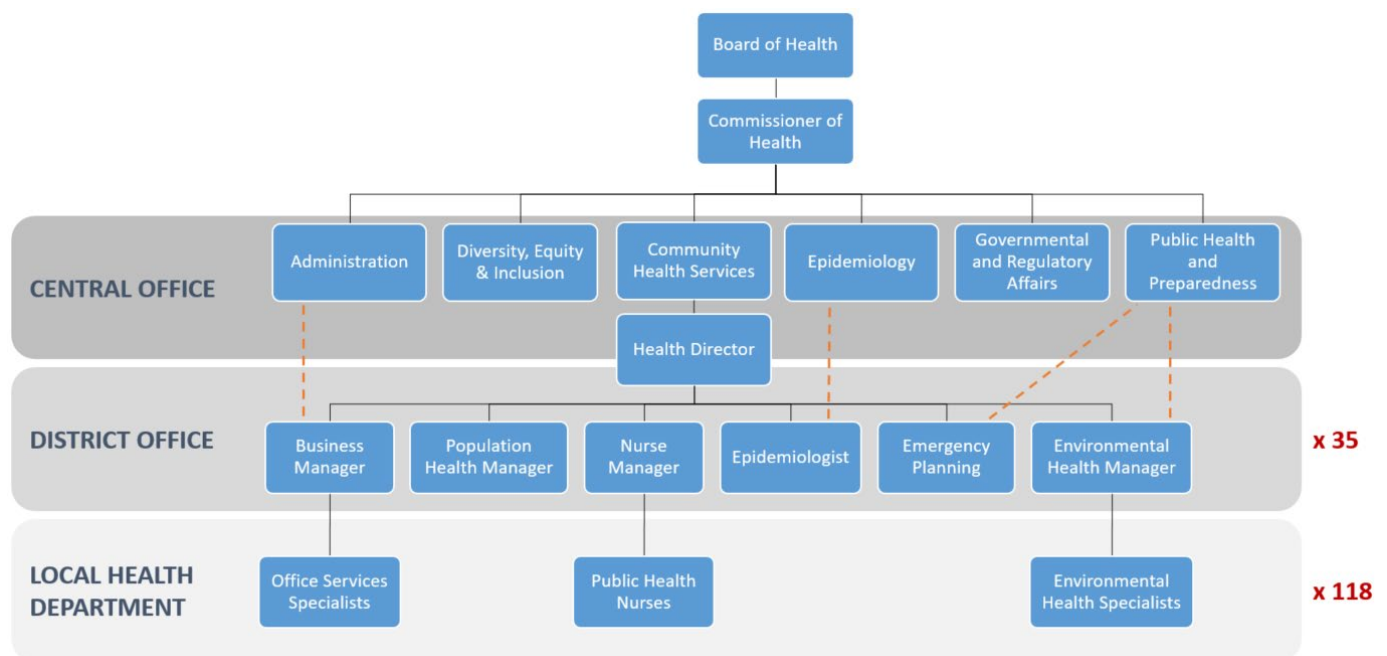 Board of Health
Commissioner of
Health
CENTRAL OFFICE
Administration
Diversity, Equity
& Inclusion
Community
Health Services
Epidemiology
Governmental
and Regulatory
Affairs
Public Health
and
Preparedness
Health Director
DISTRICT OFFICE
Business
Manager
Population
Health Manager
Nurse
Manager
Epidemiologist
Emergency
Planning
Environmental
Health Manager
x 35
LOCAL HEALTH
DEPARTMENT
Office Services
Specialists
Public Health
Nurses
Environmental
Health Specialists
x 118